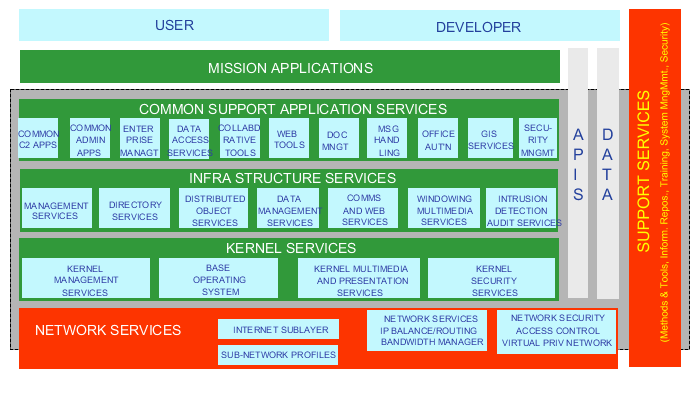 USER
DEVELOPER
MISSION APPLICATIONS
COMMON SUPPORT APPLICATION SERVICES
COMMON
C2 APPS
COMMON
ADMIN
APPS
ENTER
PRISE
MANAGT
DATA
ACCESS
SERVICES
COLLABD
RATIVE
TOOLS
WEB
TOOLS
DOC
MNGT
MSG
HAND
LING
OFFICE
AUT'N
GIS
SERVICES
SECU-
RITY
MNGMT
INFRA STRUCTURE SERVICES
MANAGEMENT
SERVICES
DIRECTORY
SERVICES
DISTRIBUTED
OBJECT
SERVICES
DATA
MANAGEMENT
SERVICES
COMMS
AND WEB
SERVICES
WINDOWING
MULTIMEDIA
SERVICES
INTRUSION
DETECTION
AUDIT SERVICES
KERNEL SERVICES
KERNEL
MANAGEMENT
SERVICES
BASE
OPERATING
SYSTEM
KERNEL MULTIMEDIA
AND PRESENTATION
SERVICES
KERNEL
SECURITY
SERVICES
NETWORK SERVICES
INTERNET SUBLAYER
SUB-NETWORK PROFILES
NETWORK SERVICES
IP BALANCE/ROUTING
BANDWIDTH MANAGER
NETWORK SECURITY
ACCESS CONTROL
VIRTUAL PRIV NETWORK
APIS
DATA
SUPPORT SERVICES
(Methods & Tools, Inform. Repos., Training, System MngMmt., Security)